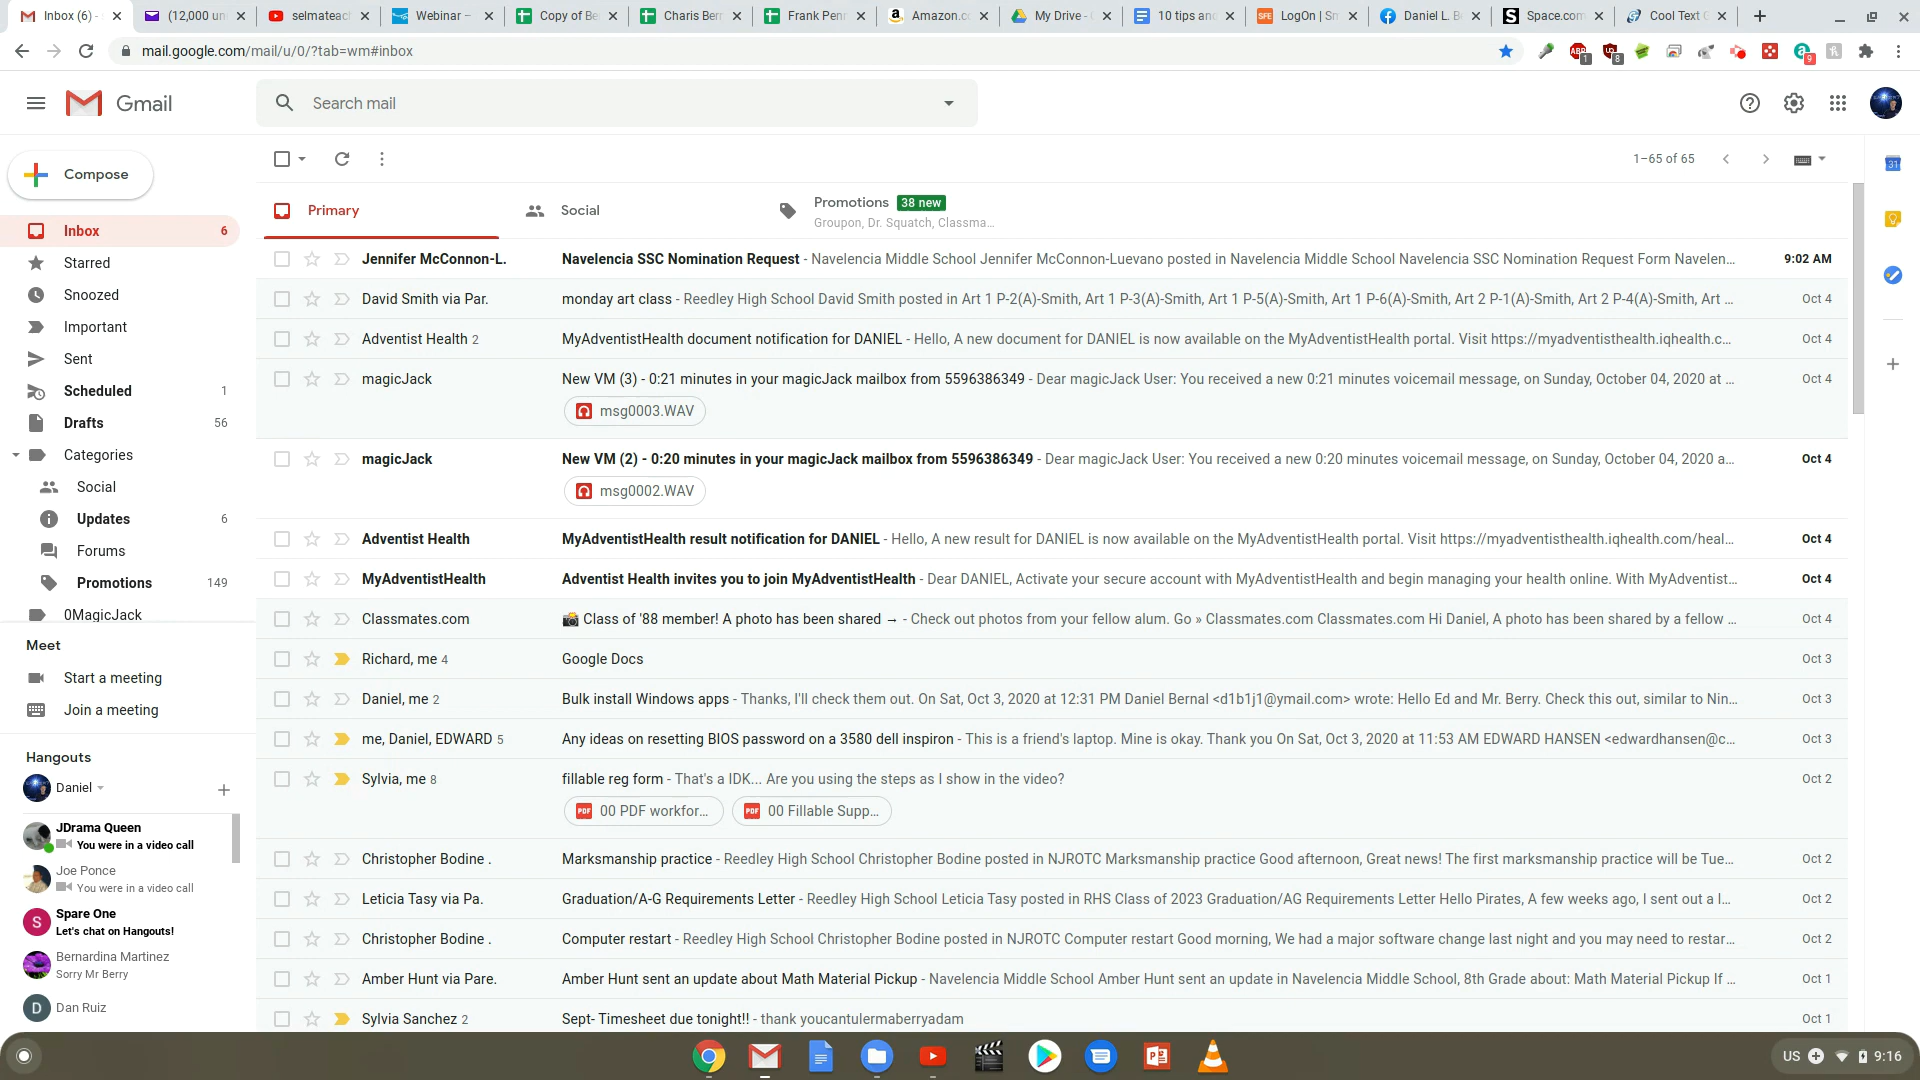 Inbox (6) -
(12,000 un
selmateach
Webinar –
Copy of Be
Charis Bern
Frank Penn
Amazon.co
My Drive -
10 tips and
LogOn | Sm
Daniel L. B
Space.com
Cool Text G
mail.google.com/mail/u/0/?tab=wm#inbox
1
8
9
Gmail
Search mail
Compose
1–65 of 65
31
Primary
Social
Promotions 38 new
Groupon, Dr. Squatch, Classma...
Inbox 6
Starred
Snoozed
Important
Sent
Scheduled 1
Drafts 56
Categories
Social
Updates 6
Forums
Promotions 149
0MagicJack
Meet
Start a meeting
Join a meeting
Hangouts
Daniel
JDrama Queen
You were in a video call
Joe Ponce
You were in a video call
S
Spare One
Let's chat on Hangouts!
Bernardina Martinez
Sorry Mr Berry
D
Dan Ruiz
Jennifer McConnon-L. Navelencia SSC Nomination Request - Navelencia Middle School Jennifer McConnon-Luevano posted in Navelencia Middle School Navelencia SSC Nomination Request Form Navelen... 9:02 AM
David Smith via Par. monday art class - Reedley High School David Smith posted in Art 1 P-2(A)-Smith, Art 1 P-3(A)-Smith, Art 1 P-5(A)-Smith, Art 1 P-6(A)-Smith, Art 2 P-1(A)-Smith, Art 2 P-4(A)-Smith, Art ... Oct 4
Adventist Health 2 MyAdventistHealth document notification for DANIEL - Hello, A new document for DANIEL is now available on the MyAdventistHealth portal. Visit https://myadventisthealth.iqhealth.c... Oct 4
magicJack New VM (3) - 0:21 minutes in your magicJack mailbox from 5596386349 - Dear magicJack User: You received a new 0:21 minutes voicemail message, on Sunday, October 04, 2020 at ... Oct 4
msg0003.WAV
magicJack New VM (2) - 0:20 minutes in your magicJack mailbox from 5596386349 - Dear magicJack User: You received a new 0:20 minutes voicemail message, on Sunday, October 04, 2020 a... Oct 4
msg0002.WAV
Adventist Health MyAdventistHealth result notification for DANIEL - Hello, A new result for DANIEL is now available on the MyAdventistHealth portal. Visit https://myadventisthealth.iqhealth.com/heal... Oct 4
MyAdventistHealth Adventist Health invites you to join MyAdventistHealth - Dear DANIEL, Activate your secure account with MyAdventistHealth and begin managing your health online. With MyAdventist... Oct 4
Classmates.com 📸 Class of '88 member! A photo has been shared → - Check out photos from your fellow alum. Go » Classmates.com Classmates.com Hi Daniel, A photo has been shared by a fellow ... Oct 4
Richard, me 4 Google Docs Oct 3
Daniel, me 2 Bulk install Windows apps - Thanks, I'll check them out. On Sat, Oct 3, 2020 at 12:31 PM Daniel Bernal <d1b1j1@ymail.com> wrote: Hello Ed and Mr. Berry. Check this out, similar to Nin... Oct 3
me, Daniel, EDWARD 5 Any ideas on resetting BIOS password on a 3580 dell inspiron - This is a friend's laptop. Mine is okay. Thank you On Sat, Oct 3, 2020 at 11:53 AM EDWARD HANSEN <edwardhansen@c... Oct 3
Sylvia, me 8 fillable reg form - That's a IDK... Are you using the steps as I show in the video? Oct 2
PDF 00 PDF workfor... PDF 00 Fillable Supp...
Christopher Bodine . Marksmanship practice - Reedley High School Christopher Bodine posted in NJROTC Marksmanship practice Good afternoon, Great news! The first marksmanship practice will be Tue... Oct 2
Leticia Tasy via Pa. Graduation/A-G Requirements Letter - Reedley High School Leticia Tasy posted in RHS Class of 2023 Graduation/AG Requirements Letter Hello Pirates, A few weeks ago, I sent out a l... Oct 2
Christopher Bodine . Computer restart - Reedley High School Christopher Bodine posted in NJROTC Computer restart Good morning, We had a major software change last night and you may need to restar... Oct 2
Amber Hunt via Pare. Amber Hunt sent an update about Math Material Pickup - Navelencia Middle School Amber Hunt sent an update in Navelencia Middle School, 8th Grade about: Math Material Pickup If ... Oct 1
Sylvia Sanchez 2 Sept- Timesheet due tonight!! - thank youcantulermaberryadam Oct 1
US 9:16